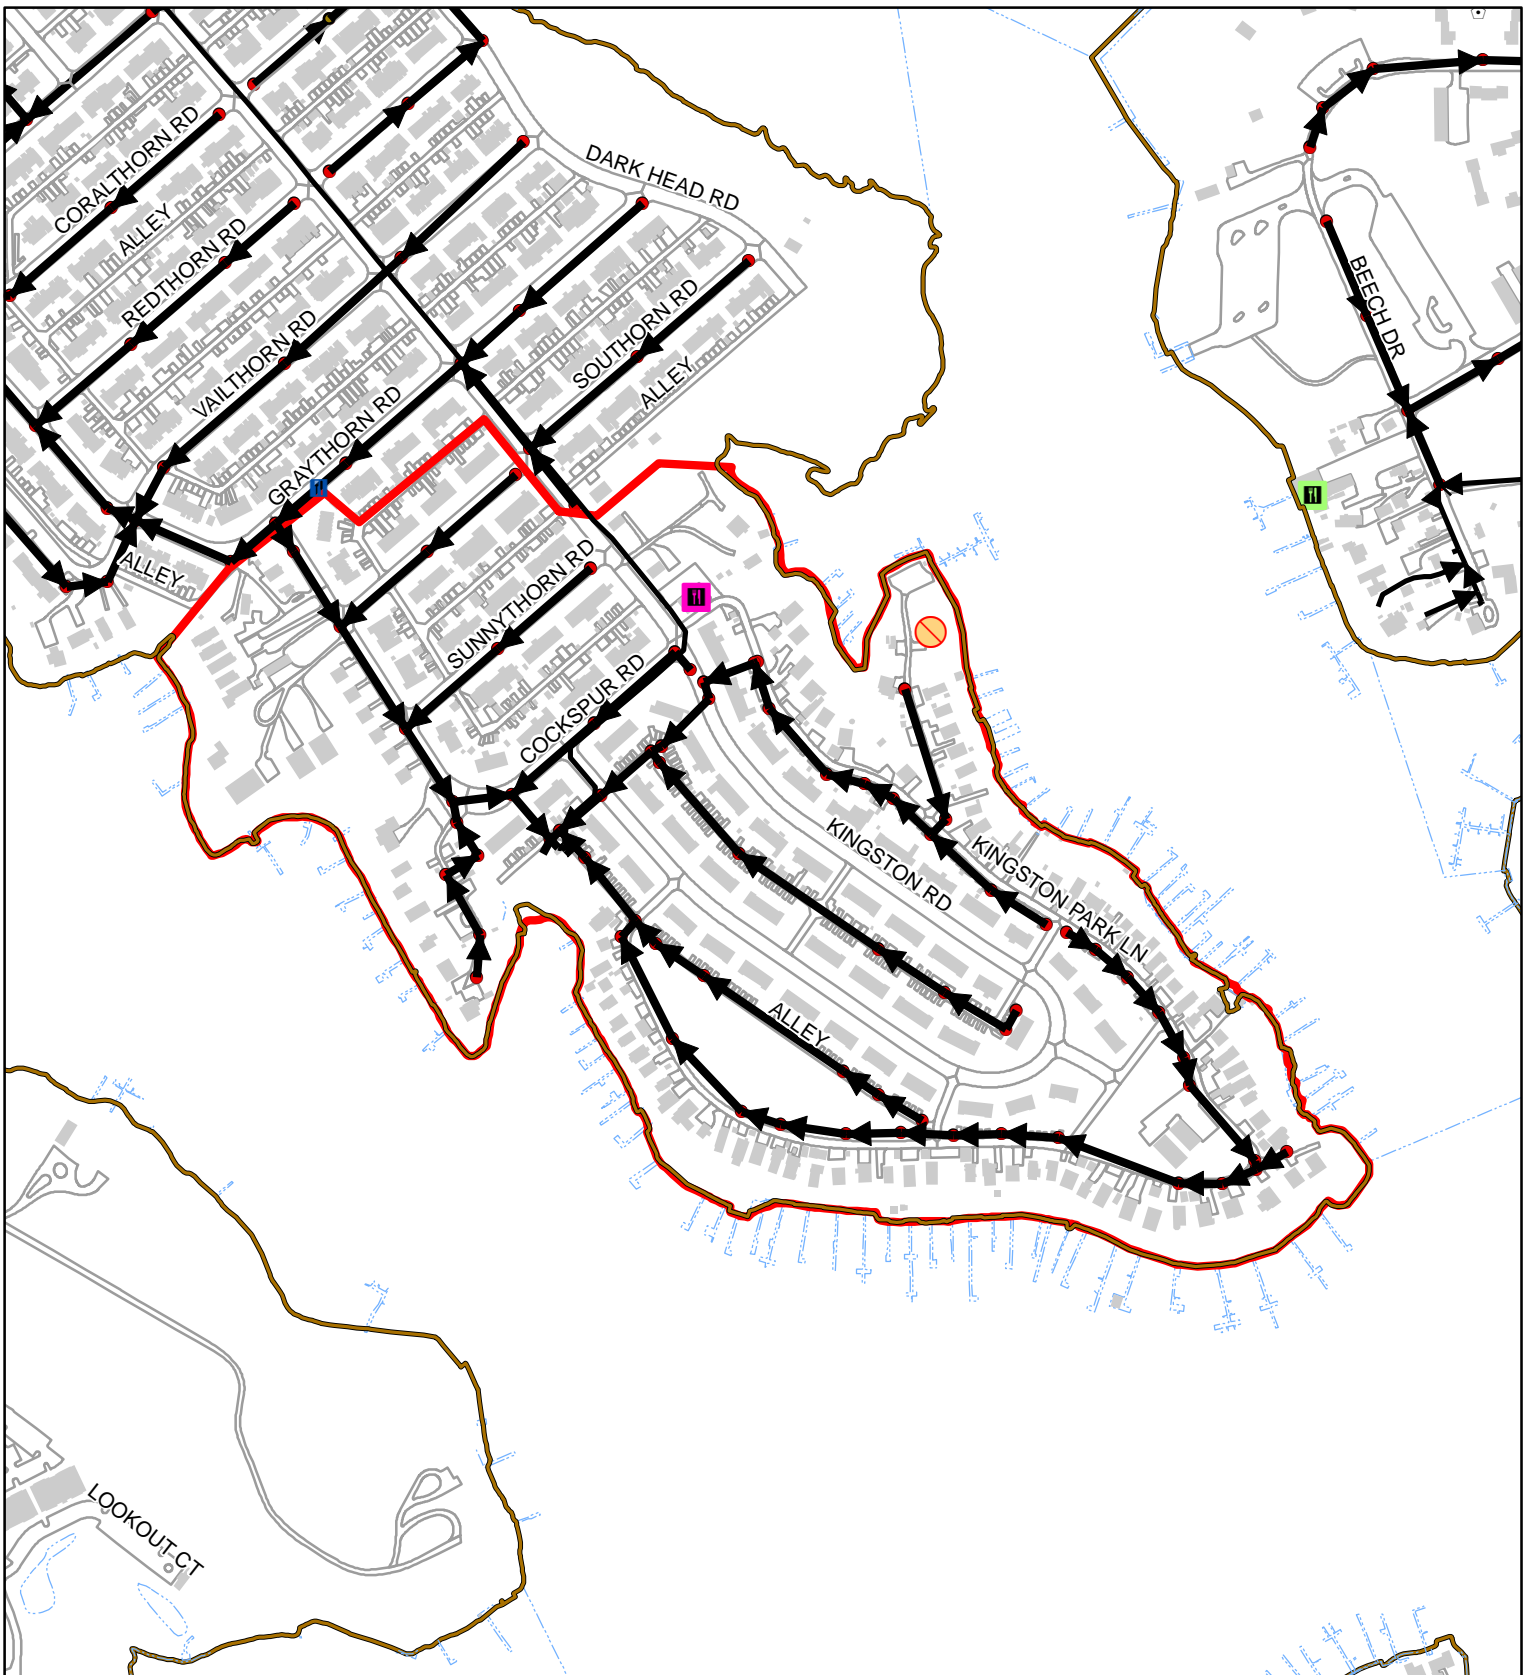 DARK HEAD RD
CORALTHORN RD
ALLEY
REDTHORN RD
BEECH DR
SOUTHORN RD
VAILTHORN RD
ALLEY
GRAYTHORN RD
ALLEY
SUNNYTHORN RD
COCKSPUR RD
KINGSTON RD
KINGSTON PARK LN
ALLEY
LOOKOUT CT